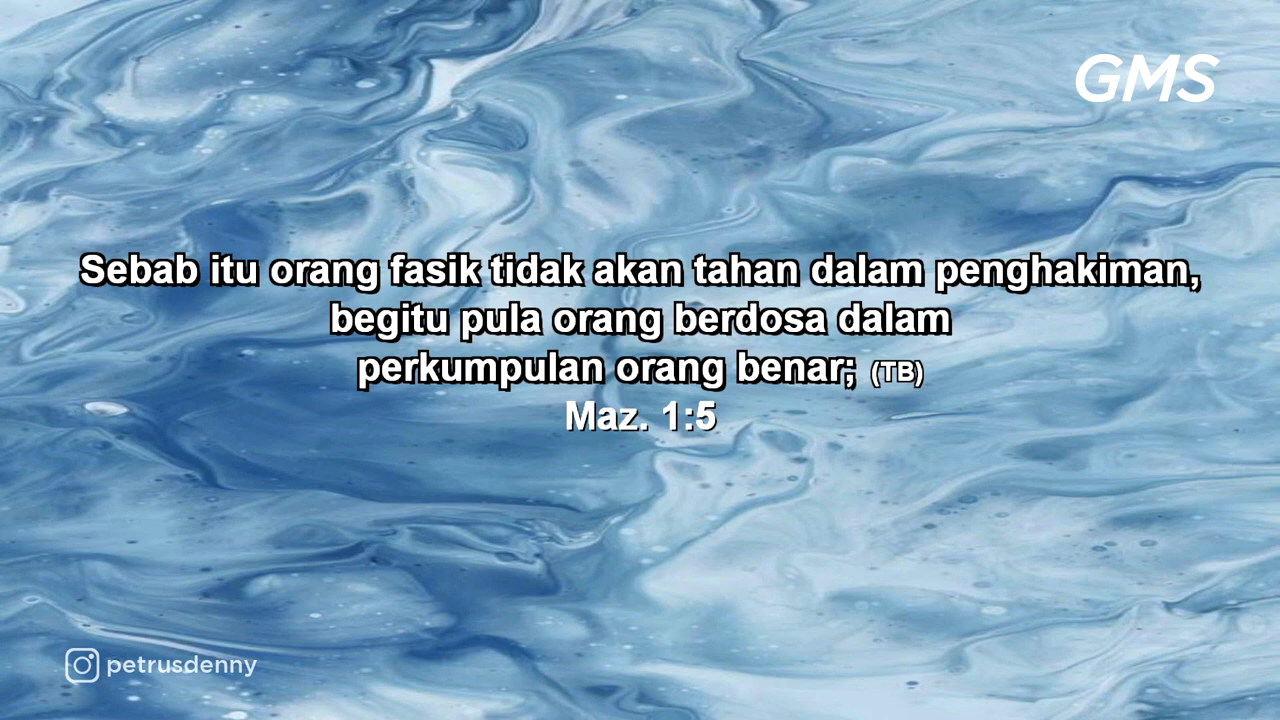 GMS
Sebab itu orang fasik tidak akan tahan dalam penghakiman,
begitu pula orang berdosa dalam
perkumpulan orang benar; (TB)
Maz. 1:5
petrusdenny